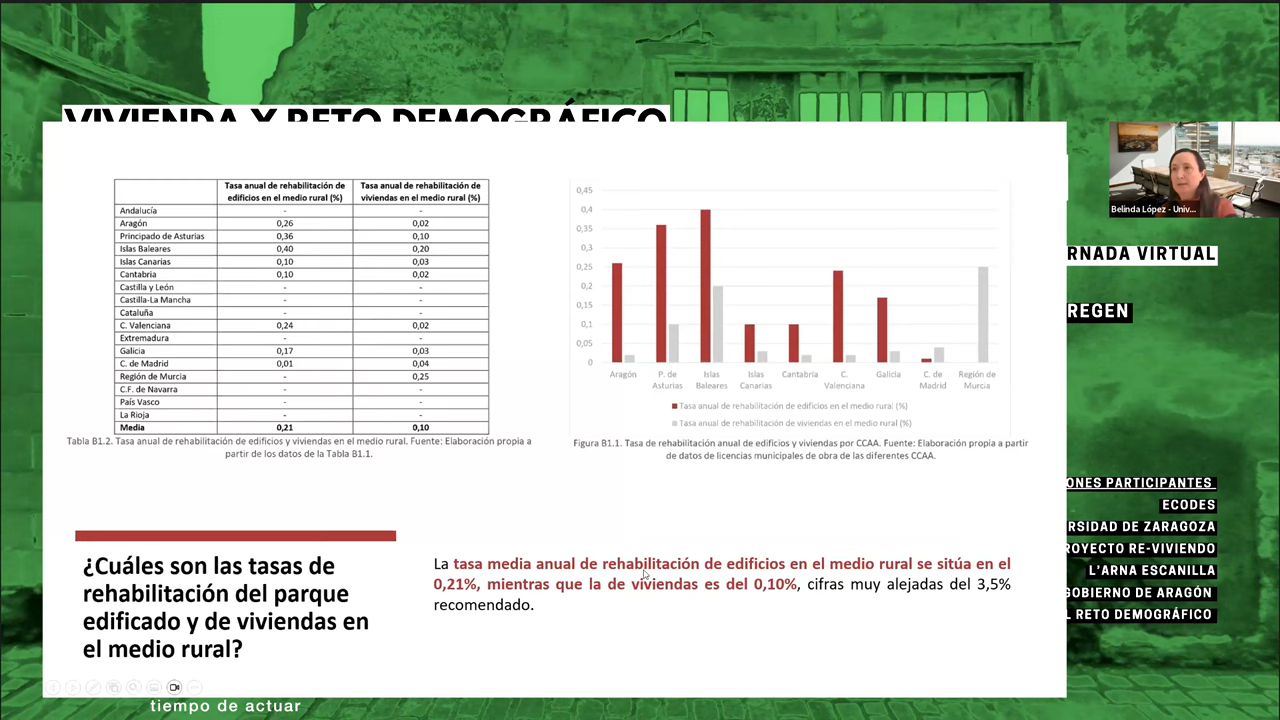 VIVIENDA Y RETO DEMOGRÁFICO
Tasa anual de rehabilitación de edificios en el medio rural (%) Tasa anual de rehabilitación de viviendas en el medio rural (%)
Andalucía - -
Aragón 0,26 0,02
Principado de Asturias 0,36 0,10
Islas Baleares 0,40 0,20
Islas Canarias 0,10 0,03
Cantabria 0,10 0,02
Castilla y León - -
Castilla-La Mancha - -
Cataluña - -
C. Valenciana 0,24 0,02
Extremadura - -
Galicia 0,17 0,03
C. de Madrid 0,01 0,04
Región de Murcia - 0,25
C.F. de Navarra - -
País Vasco - -
La Rioja - -
Media 0,21 0,10
Tabla B1.2. Tasa anual de rehabilitación de edificios y viviendas en el medio rural. Fuente: Elaboración propia a
partir de los datos de la Tabla B1.1.
0,45
0,4
0,35
0,3
0,25
0,2
0,15
0,1
0,05
0
Aragón P. de Asturias Islas Baleares Islas Canarias Cantabria C. Valenciana Galicia C. de Madrid Región de Murcia
Tasa anual de rehabilitación de edificios en el medio rural (%)
Tasa anual de rehabilitación de viviendas en el medio rural (%)
Figura B1.1. Tasa de rehabilitación anual de edificios y viviendas por CCAA. Fuente: Elaboración propia a partir
de datos de licencias municipales de obra de las diferentes CCAA.
¿Cuáles son las tasas de
rehabilitación del parque
edificado y de viviendas en
el medio rural?
La tasa media anual de rehabilitación de edificios en el medio rural se sitúa en el
0,21%, mientras que la de viviendas es del 0,10%, cifras muy alejadas del 3,5%
recomendado.
Belinda López - Univ...
RNADA VIRTUAL
REGEN
ONES PARTICIPANTES
ECODES
RSIDAD DE ZARAGOZA
ROYECTO RE-VIVIENDO
L'ARNA ESCANILLA
GOBIERNO DE ARAGÓN
L RETO DEMOGRÁFICO
tiempo de actuar